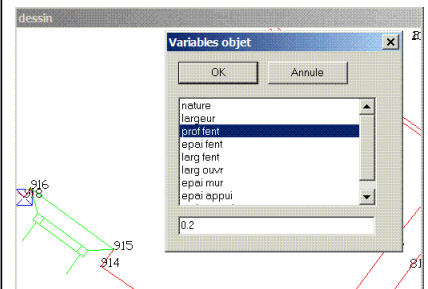 dessin
Variables objet
OK Annule
nature
largeur
prof fent
epai fent
larg fent
larg ouvr
epai mur
epai appui
0.2
916
915
914
81